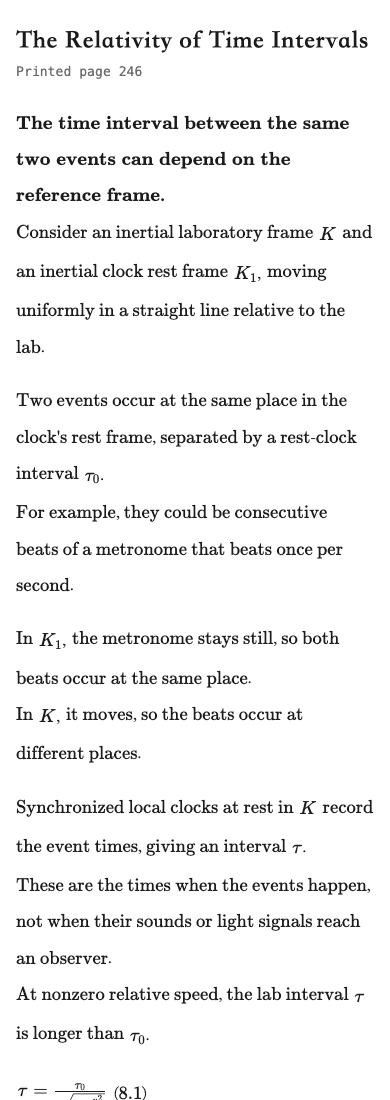 The Relativity of Time Intervals
Printed page 246
The time interval between the same
two events can depend on the
reference frame.
Consider an inertial laboratory frame K and
an inertial clock rest frame K₁, moving
uniformly in a straight line relative to the
lab.
Two events occur at the same place in the
clock's rest frame, separated by a rest-clock
interval τ₀.
For example, they could be consecutive
beats of a metronome that beats once per
second.
In K₁, the metronome stays still, so both
beats occur at the same place.
In K, it moves, so the beats occur at
different places.
Synchronized local clocks at rest in K record
the event times, giving an interval τ.
These are the times when the events happen,
not when their sounds or light signals reach
an observer.
At nonzero relative speed, the lab interval τ
is longer than τ₀.
τ = τ₀ (8.1)